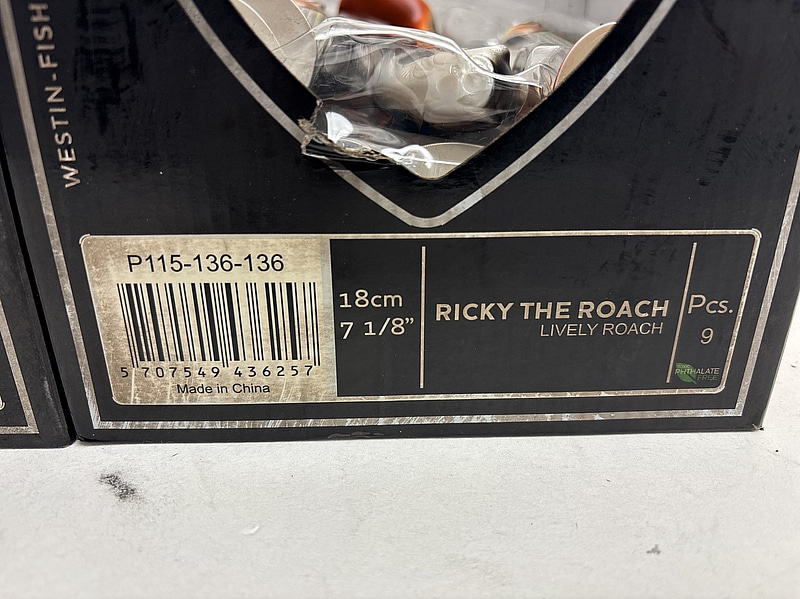 WESTIN-FISH
P115-136-136
5 707549 436257
Made in China
18cm
7 1/8”
RICKY THE ROACH
LIVELY ROACH
Pcs.
9
PHTHALATE
FREE